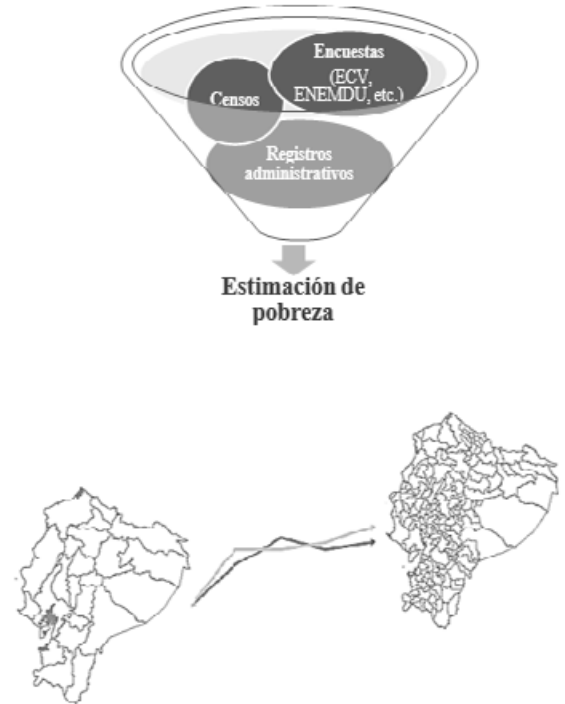 Encuestas
(ECV,
ENEMDU, etc.)
Censos
Registros
administrativos
Estimación de
pobreza